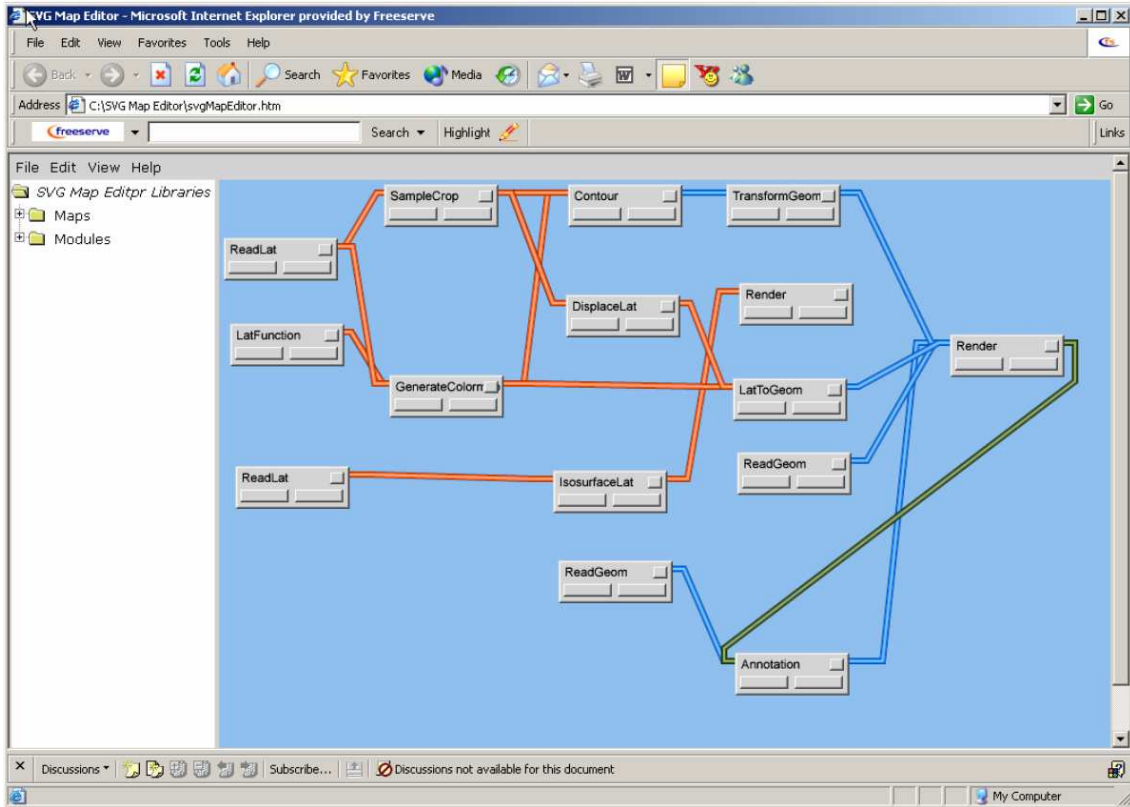 SVG Map Editor - Microsoft Internet Explorer provided by Freeserve
File Edit View Favorites Tools Help
Back Search Favorites Media
Address C:\SVG Map Editor\svgMapEditor.htm Go
freeserve Search Highlight Links
File Edit View Help
SVG Map Editpr Libraries
Maps
Modules
SampleCrop
Contour
TransformGeom
ReadLat
DisplaceLat
Render
LatFunction
Render
GenerateColorm
LatToGeom
ReadGeom
ReadLat
IsosurfaceLat
ReadGeom
Annotation
Discussions Subscribe... Discussions not available for this document
My Computer